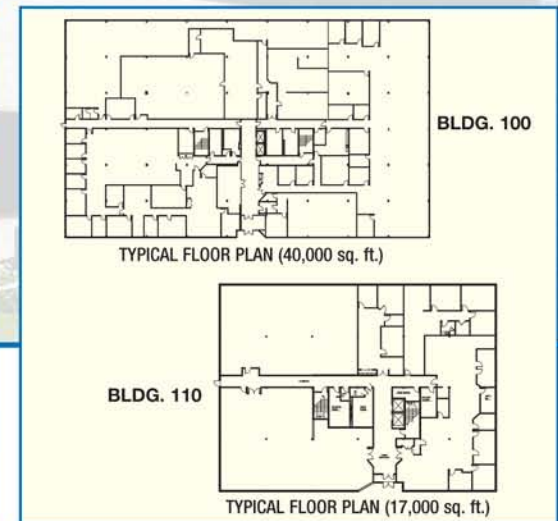 BLDG. 100
TYPICAL FLOOR PLAN (40,000 sq. ft.)
BLDG. 110
TYPICAL FLOOR PLAN (17,000 sq. ft.)